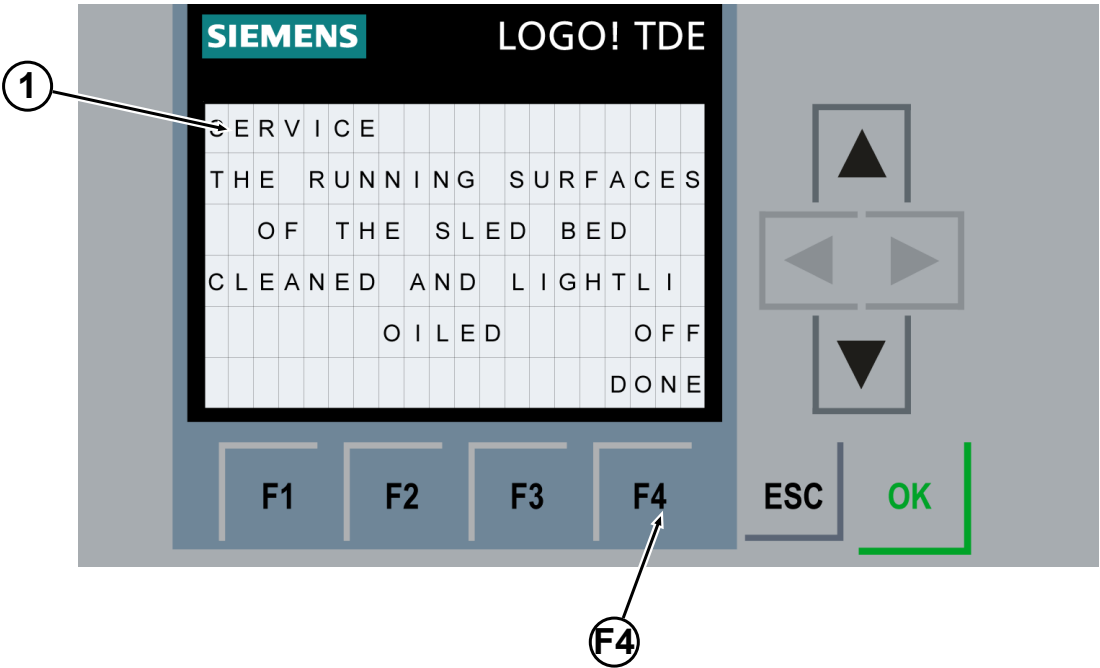 SIEMENS LOGO! TDE
1
SERVICE
THE RUNNING SURFACES
OF THE SLED BED
CLEANED AND LIGHTLI
OILED OFF
DONE
F1 F2 F3 F4 ESC OK
F4